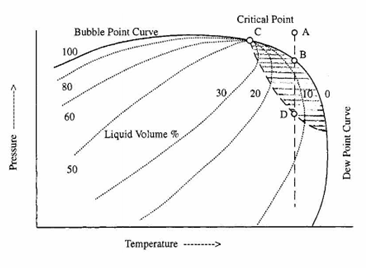 Critical Point
Bubble Point Curve
C
A
B
100
80
60
50
30
20
10
0
D
Liquid Volume %
Pressure
Dew Point Curve
Temperature